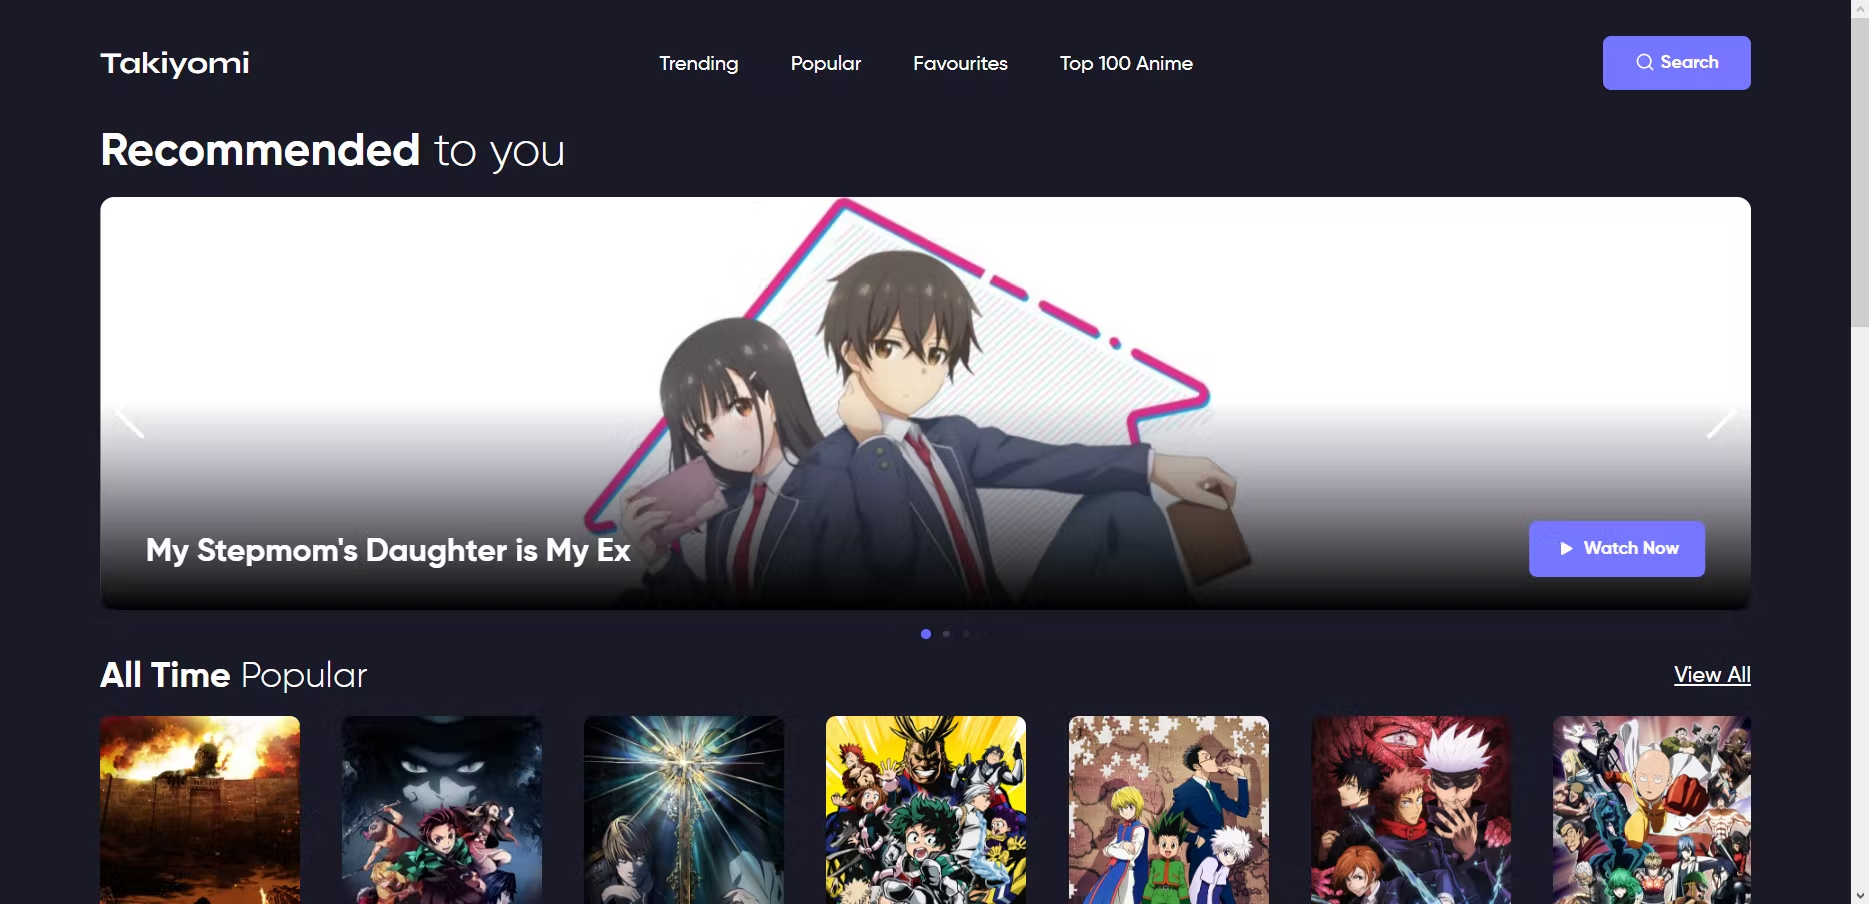 Takiyomi
Trending Popular Favourites Top 100 Anime
Search
Recommended to you
My Stepmom's Daughter is My Ex
Watch Now
All Time Popular
View All